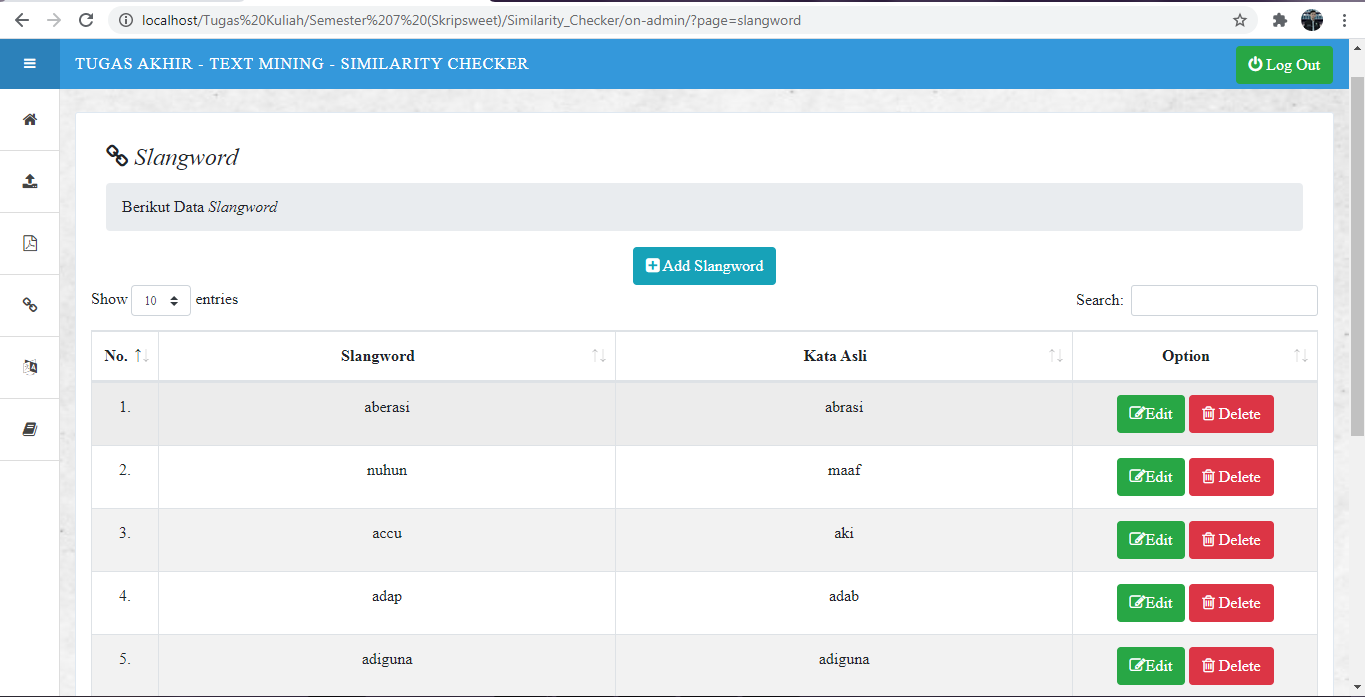 localhost/Tugas%20Kuliah/Semester%207%20(Skripsweet)/Similarity_Checker/on-admin/?page=slangword
TUGAS AKHIR - TEXT MINING - SIMILARITY CHECKER
Log Out
Slangword
Berikut Data Slangword
Add Slangword
Show 10 entries
Search:
No. Slangword Kata Asli Option
1. aberasi abrasi Edit Delete
2. nuhun maaf Edit Delete
3. accu aki Edit Delete
4. adap adab Edit Delete
5. adiguna adiguna Edit Delete